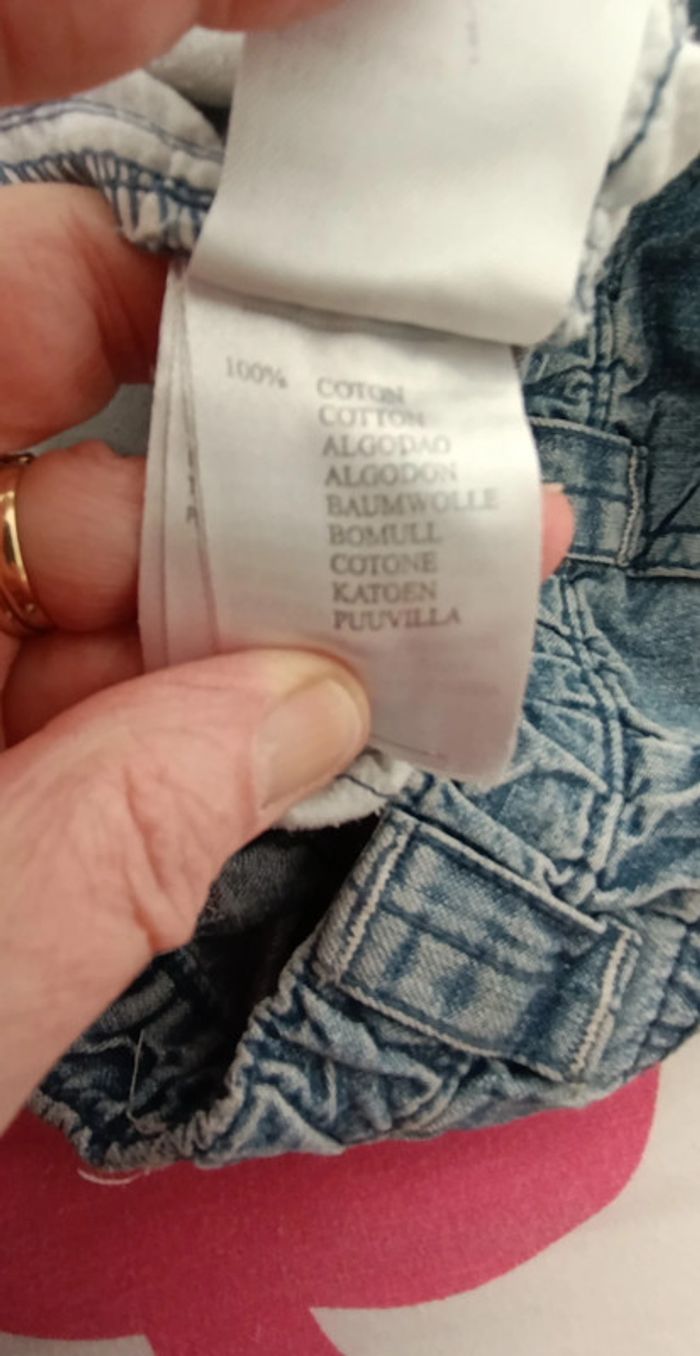 100% COTON
COTTON
ALGODAO
ALGODON
BAUMWOLLE
BOMULL
COTONE
KATOEN
PUUVILLA